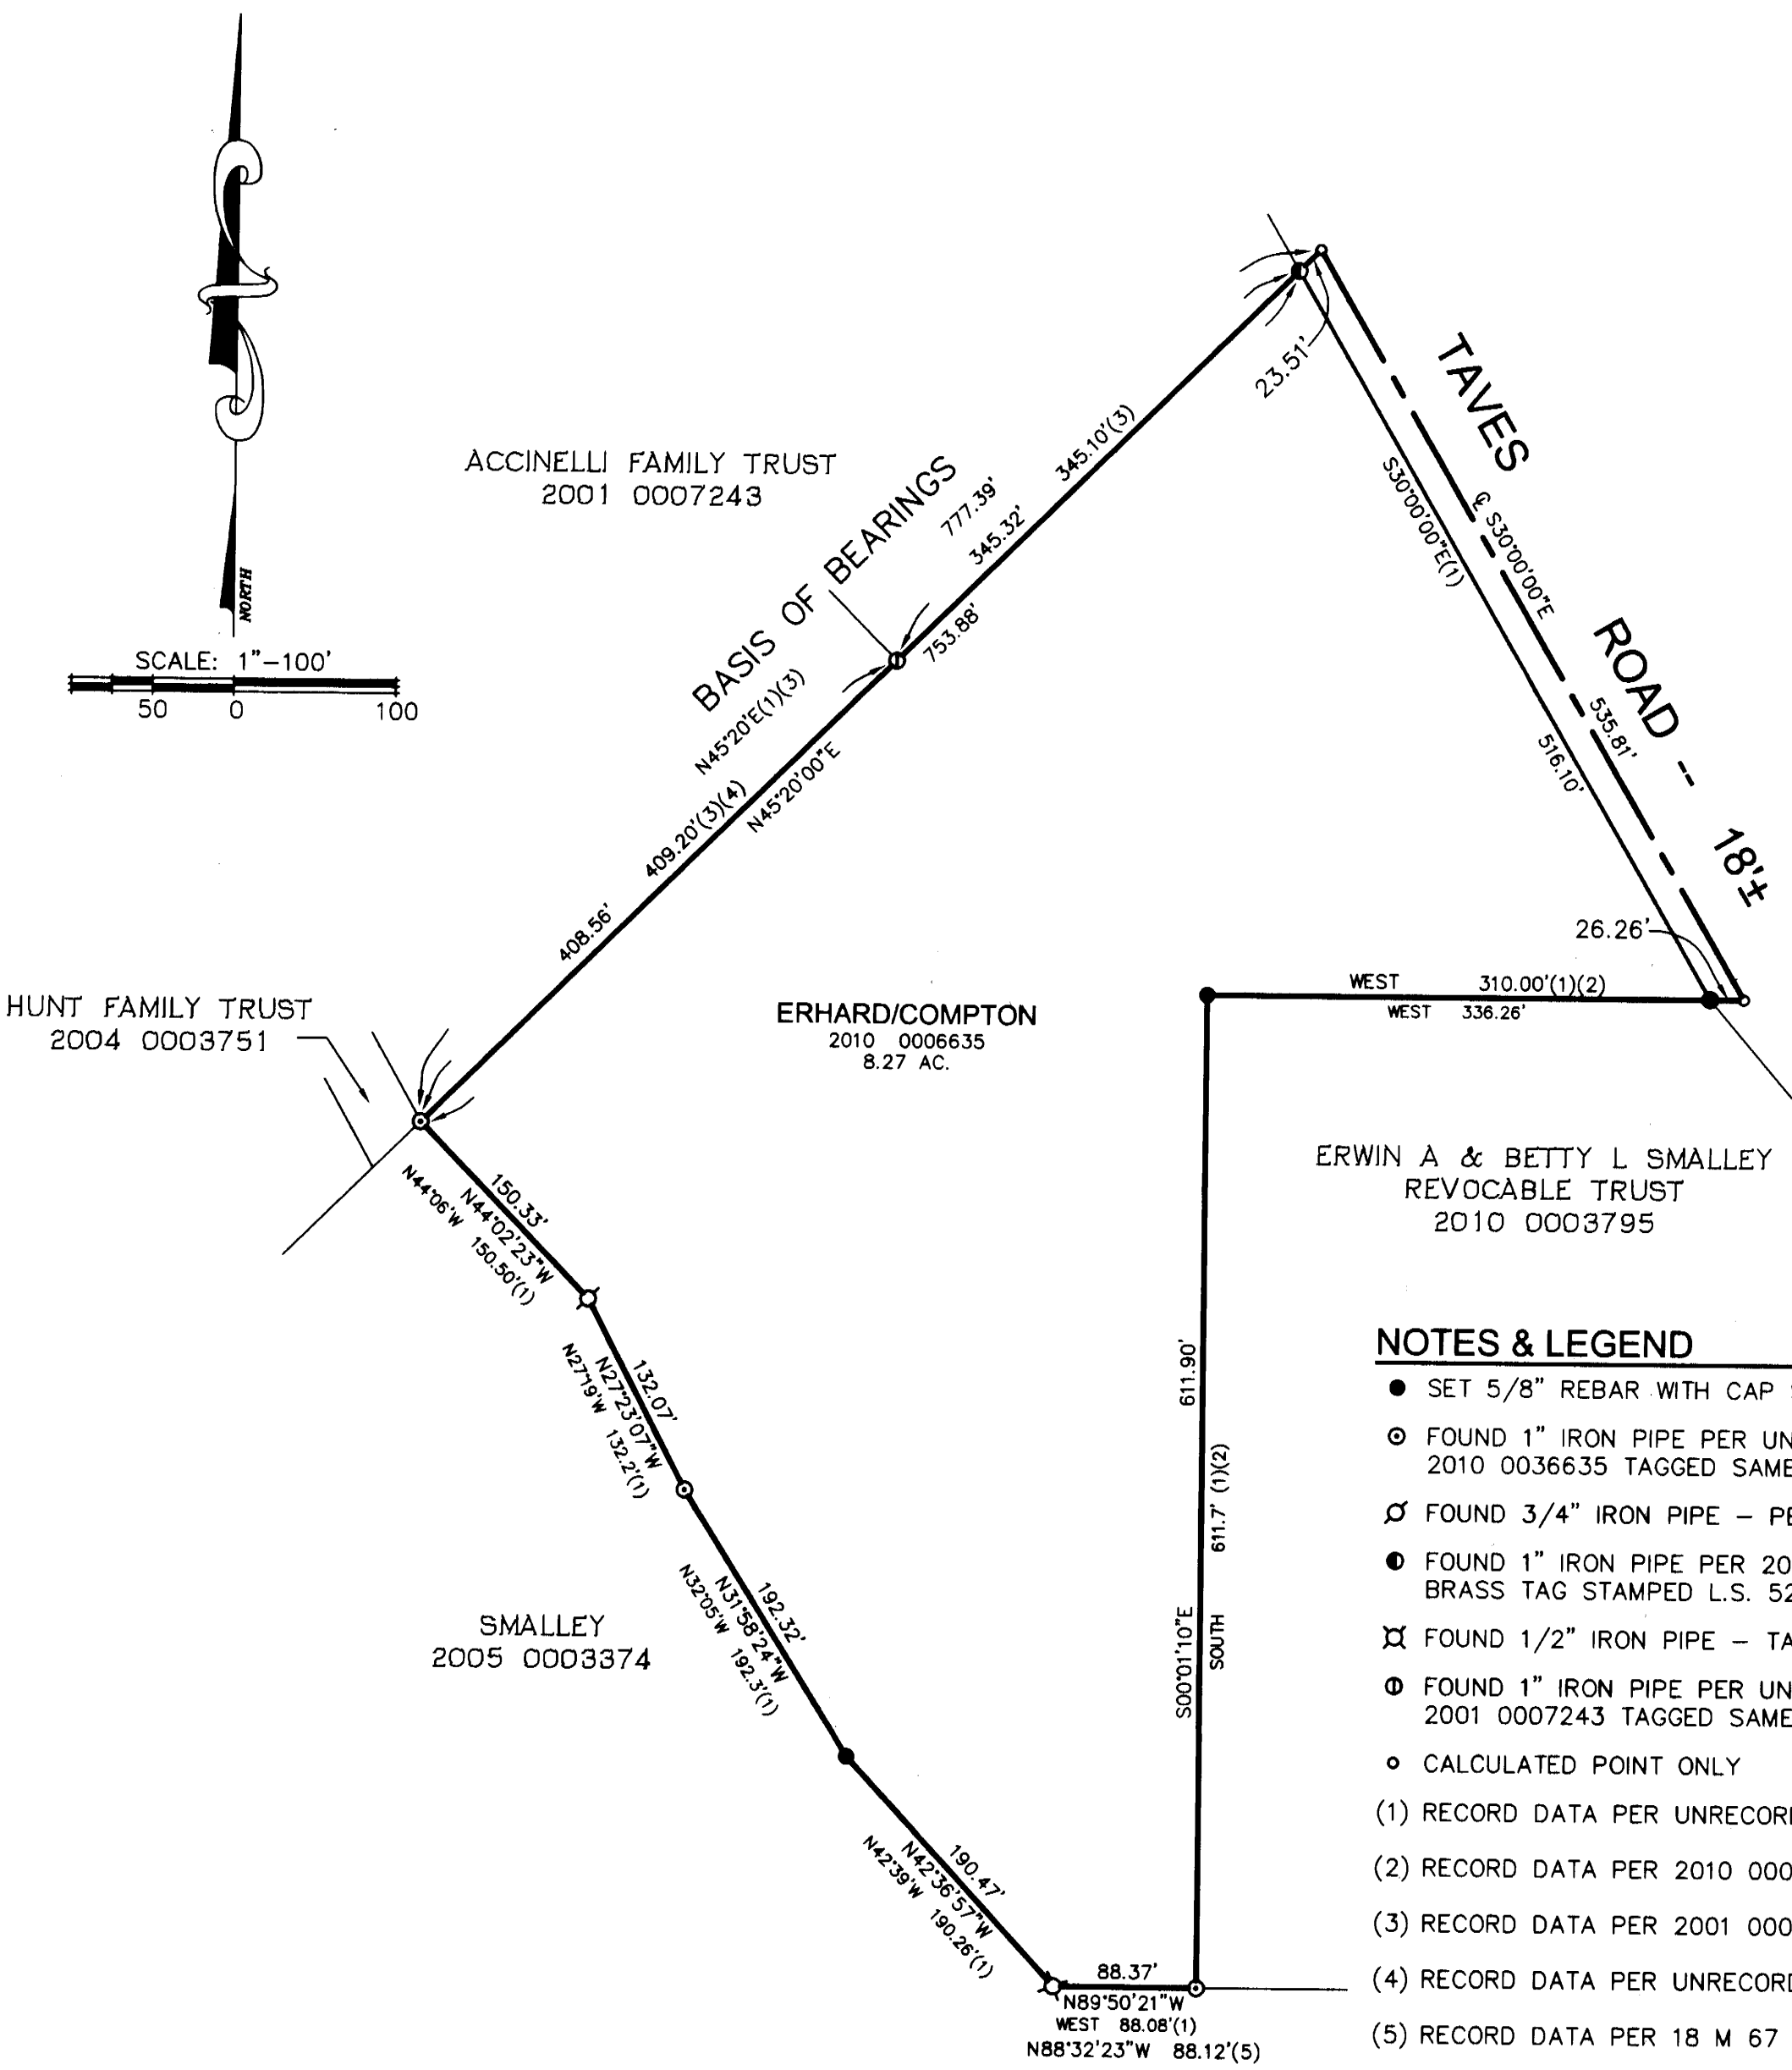 NORTH
SCALE: 1"-100'
50 0 100
ACCINELLI FAMILY TRUST
2001 0007243
BASIS OF BEARINGS
777.39'
345.10'(3)
345.32'
753.88'
23.51'
N45°20'E(1)(3)
N45°20'00"E
409.20'(3)(4)
408.56'
TAVES ROAD -- 18'±
℄ S30°00'00"E
S30°00'00"E(1)
535.81'
516.10'
26.26'
WEST 310.00'(1)(2)
WEST 336.26'
HUNT FAMILY TRUST
2004 0003751
ERHARD/COMPTON
2010 0006635
8.27 AC.
ERWIN A & BETTY L SMALLEY
REVOCABLE TRUST
2010 0003795
150.33'
N44°02'23"W
N44°06'W 150.50'(1)
132.07'
N27°23'07"W
N27°19'W 132.2'(1)
192.32'
N31°58'24"W
N32°05'W 192.3'(1)
SMALLEY
2005 0003374
190.47'
N42°36'57"W
N42°39'W 190.26'(1)
S00°01'10"E 611.90'
SOUTH 611.7' (1)(2)
88.37'
N89°50'21"W
WEST 88.08'(1)
N88°32'23"W 88.12'(5)
NOTES & LEGEND
SET 5/8" REBAR WITH CAP
FOUND 1" IRON PIPE PER UN
2010 0036635 TAGGED SAME
FOUND 3/4" IRON PIPE – PE
FOUND 1" IRON PIPE PER 20
BRASS TAG STAMPED L.S. 52
FOUND 1/2" IRON PIPE – TA
FOUND 1" IRON PIPE PER UN
2001 0007243 TAGGED SAME
CALCULATED POINT ONLY
(1) RECORD DATA PER UNRECOR
(2) RECORD DATA PER 2010 000
(3) RECORD DATA PER 2001 000
(4) RECORD DATA PER UNRECOR
(5) RECORD DATA PER 18 M 67